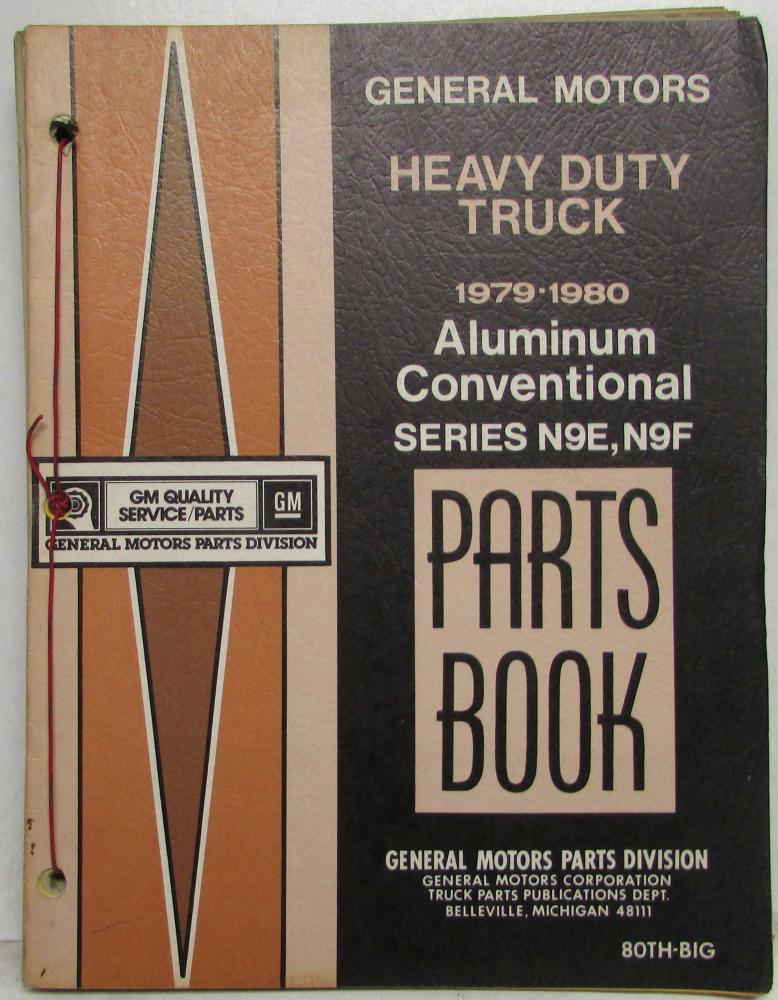 GENERAL MOTORS
HEAVY DUTY
TRUCK
1979-1980
Aluminum
Conventional
SERIES N9E, N9F
PARTS
BOOK
GM QUALITY
SERVICE/PARTS
GM
GENERAL MOTORS PARTS DIVISION
GENERAL MOTORS PARTS DIVISION
GENERAL MOTORS CORPORATION
TRUCK PARTS PUBLICATIONS DEPT.
BELLEVILLE, MICHIGAN 48111
80TH-BIG